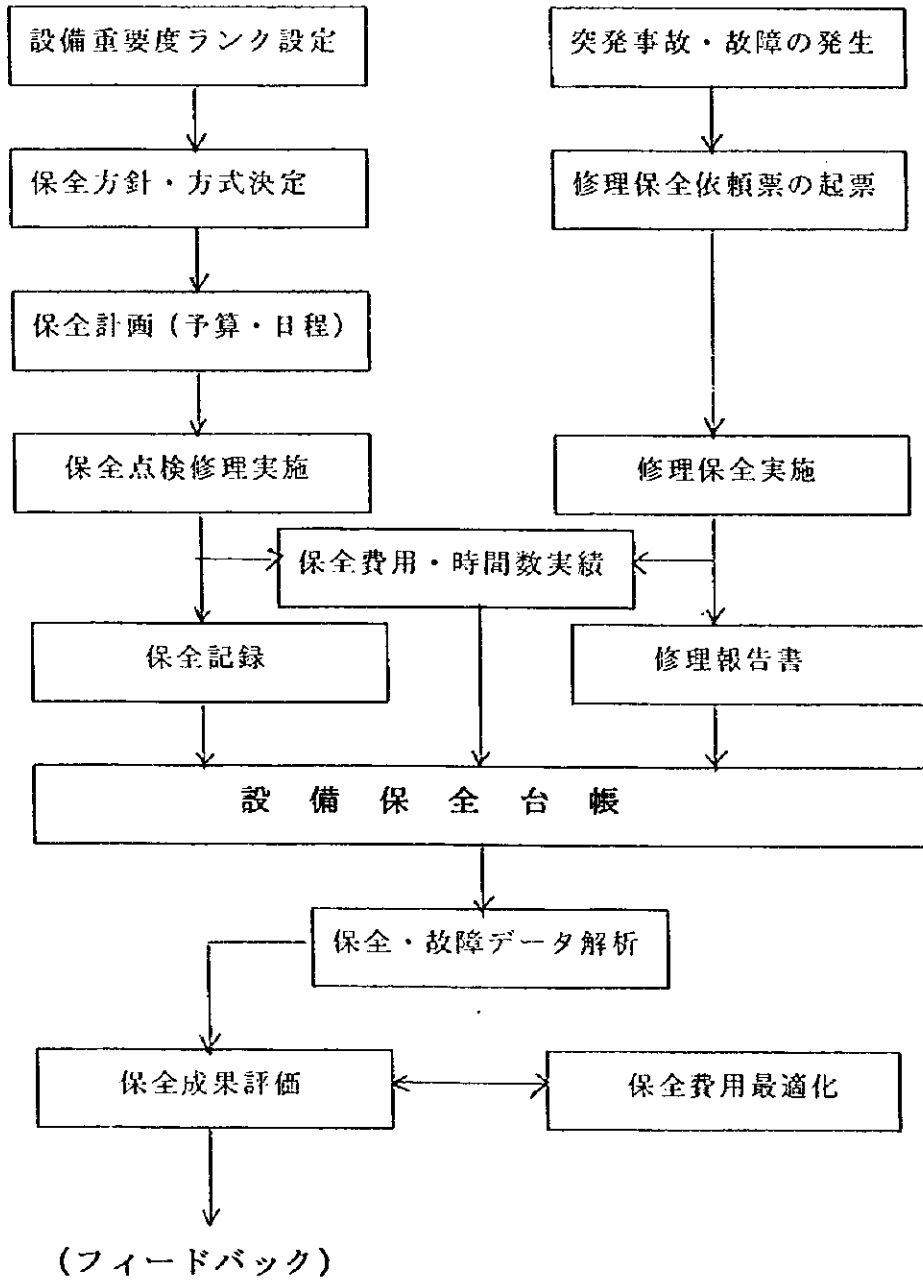 設備重要度ランク設定
突発事故・故障の発生
保全方針・方式決定
修理保全依頼票の起票
保全計画(予算・日程)
保全点検修理実施
修理保全実施
保全費用・時間数実績
保全記録
修理報告書
設備保全台帳
保全・故障データ解析
保全成果評価
保全費用最適化
(フィードバック)